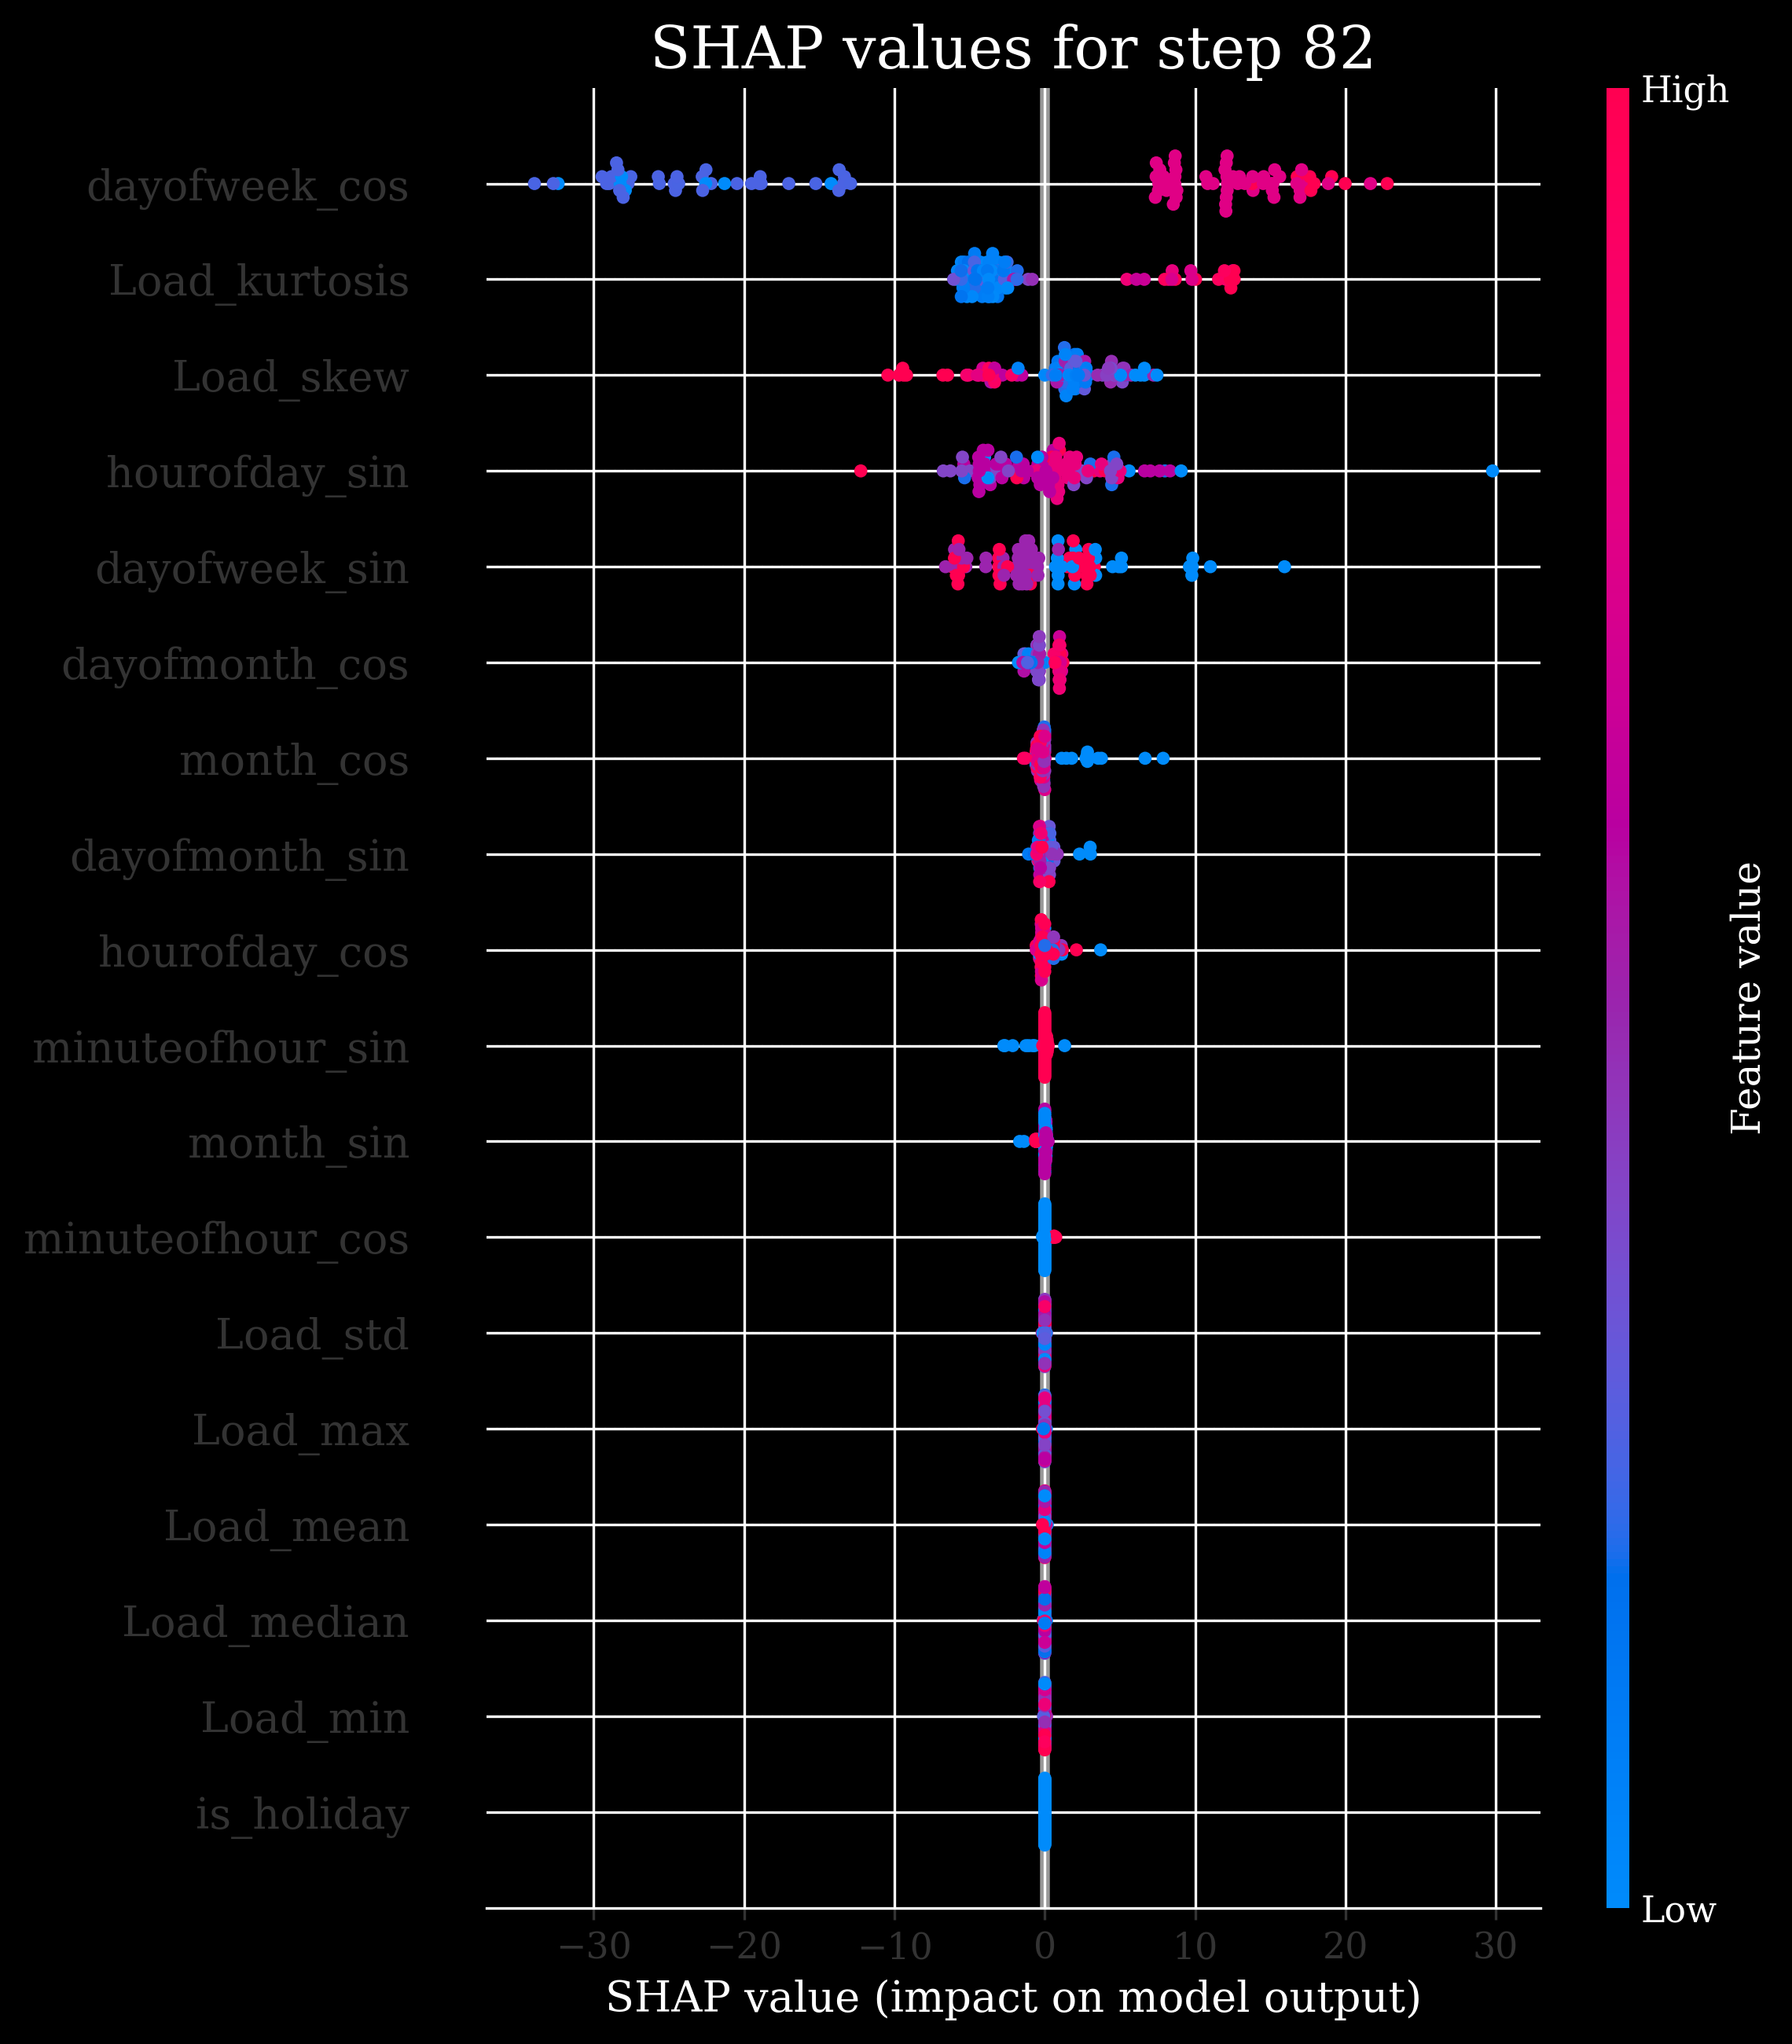 SHAP values for step 82
High
dayofweek_cos
Load_kurtosis
Load_skew
hourofday_sin
dayofweek_sin
dayofmonth_cos
month_cos
dayofmonth_sin
hourofday_cos
minuteofhour_sin
month_sin
minuteofhour_cos
Load_std
Load_max
Load_mean
Load_median
Load_min
is_holiday
Feature value
Low
−30 −20 −10 0 10 20 30
SHAP value (impact on model output)